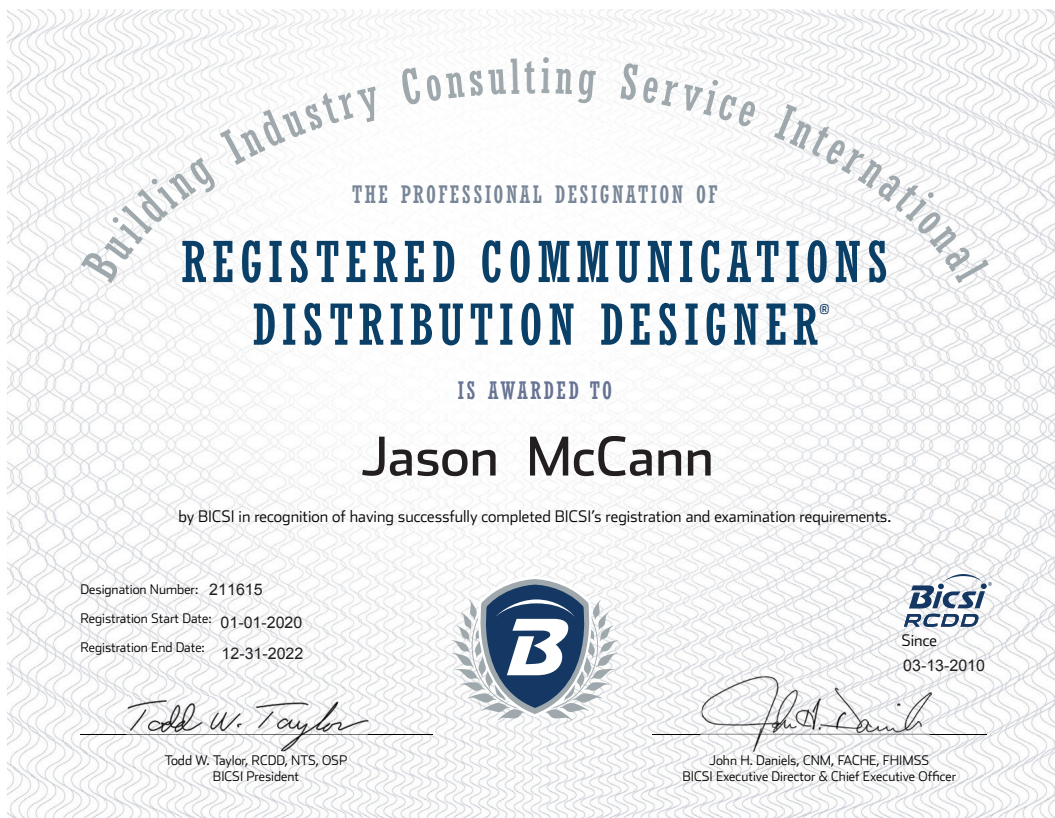 Building Industry Consulting Service International
THE PROFESSIONAL DESIGNATION OF
REGISTERED COMMUNICATIONS
DISTRIBUTION DESIGNER®
IS AWARDED TO
Jason McCann
by BICSI in recognition of having successfully completed BICSI's registration and examination requirements.
Designation Number: 211615
Registration Start Date: 01-01-2020
Registration End Date: 12-31-2022
B
Bicsi®
RCDD
Since
03-13-2010
Todd W. Taylor
Todd W. Taylor, RCDD, NTS, OSP
BICSI President
John H. Daniels
John H. Daniels, CNM, FACHE, FHIMSS
BICSI Executive Director & Chief Executive Officer